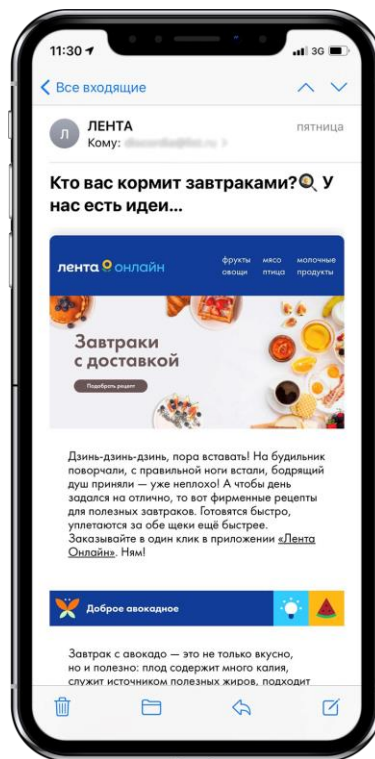 11:30
3G
Все входящие
Л
ЛЕНТА
пятница
Кому:
Кто вас кормит завтраками?🍳 У
нас есть идеи...
лента онлайн
фрукты
овощи
мясо
птица
молочные
продукты
Завтраки
с доставкой
Подобрать рецепт
Дзинь-дзинь-дзинь, пора вставать! На будильник
поворчали, с правильной ноги встали, бодрящий
душ приняли — уже неплохо! А чтобы день
задался на отлично, то вот фирменные рецепты
для полезных завтраков. Готовятся быстро,
уплетаются за обе щеки ещё быстрее.
Заказывайте в один клик в приложении «Лента
Онлайн». Ням!
Доброе авокадное
Завтрак с авокадо — это не только вкусно,
но и полезно: плод содержит много калия,
служит источником полезных жиров, подходит